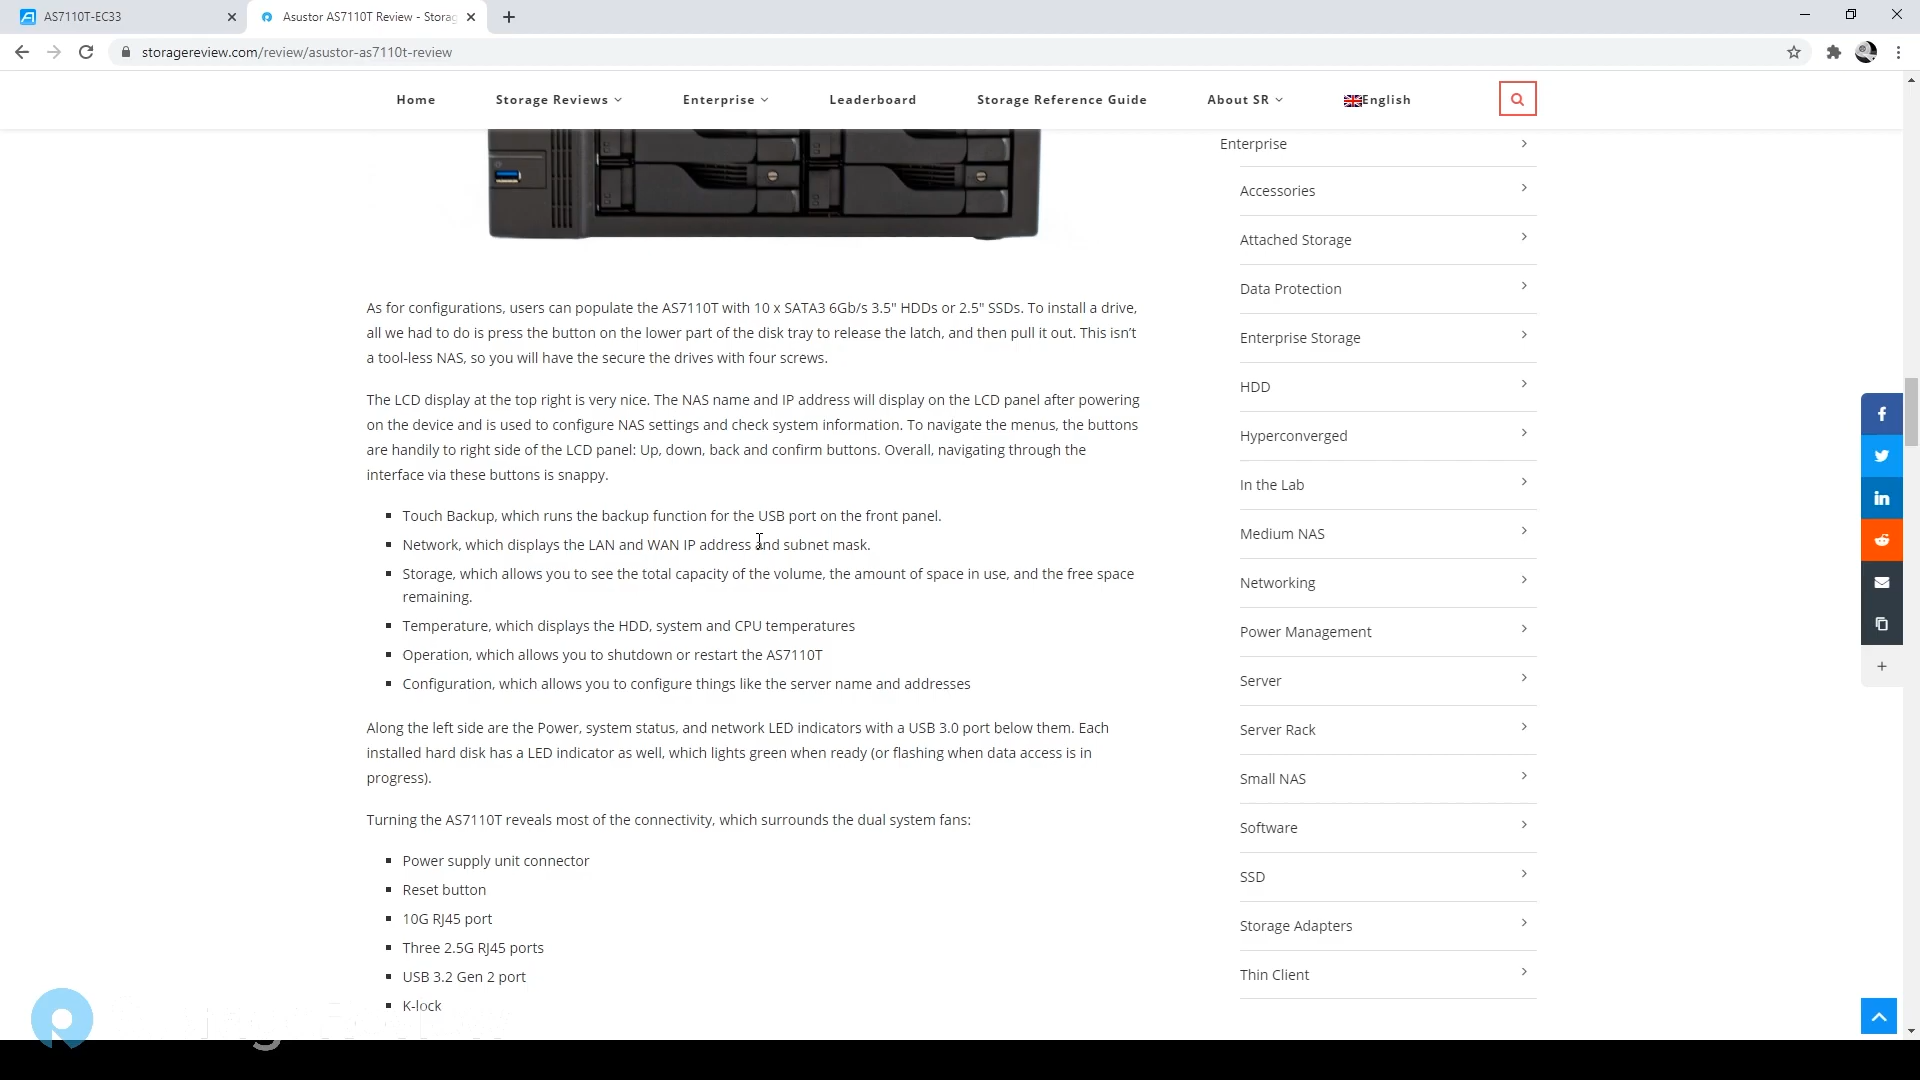 AS7110T-EC33
Asustor AS7110T Review - Storag
storagereview.com/review/asustor-as7110t-review
Home Storage Reviews Enterprise Leaderboard Storage Reference Guide About SR English
As for configurations, users can populate the AS7110T with 10 x SATA3 6Gb/s 3.5" HDDs or 2.5" SSDs. To install a drive,
all we had to do is press the button on the lower part of the disk tray to release the latch, and then pull it out. This isn't
a tool-less NAS, so you will have the secure the drives with four screws.
The LCD display at the top right is very nice. The NAS name and IP address will display on the LCD panel after powering
on the device and is used to configure NAS settings and check system information. To navigate the menus, the buttons
are handily to right side of the LCD panel: Up, down, back and confirm buttons. Overall, navigating through the
interface via these buttons is snappy.
Touch Backup, which runs the backup function for the USB port on the front panel.
Network, which displays the LAN and WAN IP address and subnet mask.
Storage, which allows you to see the total capacity of the volume, the amount of space in use, and the free space
remaining.
Temperature, which displays the HDD, system and CPU temperatures
Operation, which allows you to shutdown or restart the AS7110T
Configuration, which allows you to configure things like the server name and addresses
Along the left side are the Power, system status, and network LED indicators with a USB 3.0 port below them. Each
installed hard disk has a LED indicator as well, which lights green when ready (or flashing when data access is in
progress).
Turning the AS7110T reveals most of the connectivity, which surrounds the dual system fans:
Power supply unit connector
Reset button
10G RJ45 port
Three 2.5G RJ45 ports
USB 3.2 Gen 2 port
K-lock
Enterprise
Accessories
Attached Storage
Data Protection
Enterprise Storage
HDD
Hyperconverged
In the Lab
Medium NAS
Networking
Power Management
Server
Server Rack
Small NAS
Software
SSD
Storage Adapters
Thin Client